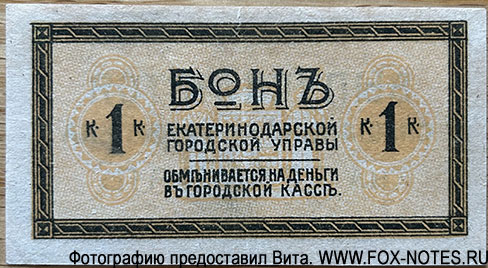 БОНЪ
К 1 К К 1 К
ЕКАТЕРИНОДАРСКОЙ
ГОРОДСКОЙ УПРАВЫ
ОБМѢНИВАЕТСЯ НА ДЕНЬГИ
ВЪ ГОРОДСКОЙ КАССѢ.
Фотографию предоставил Вита. WWW.FOX-NOTES.RU